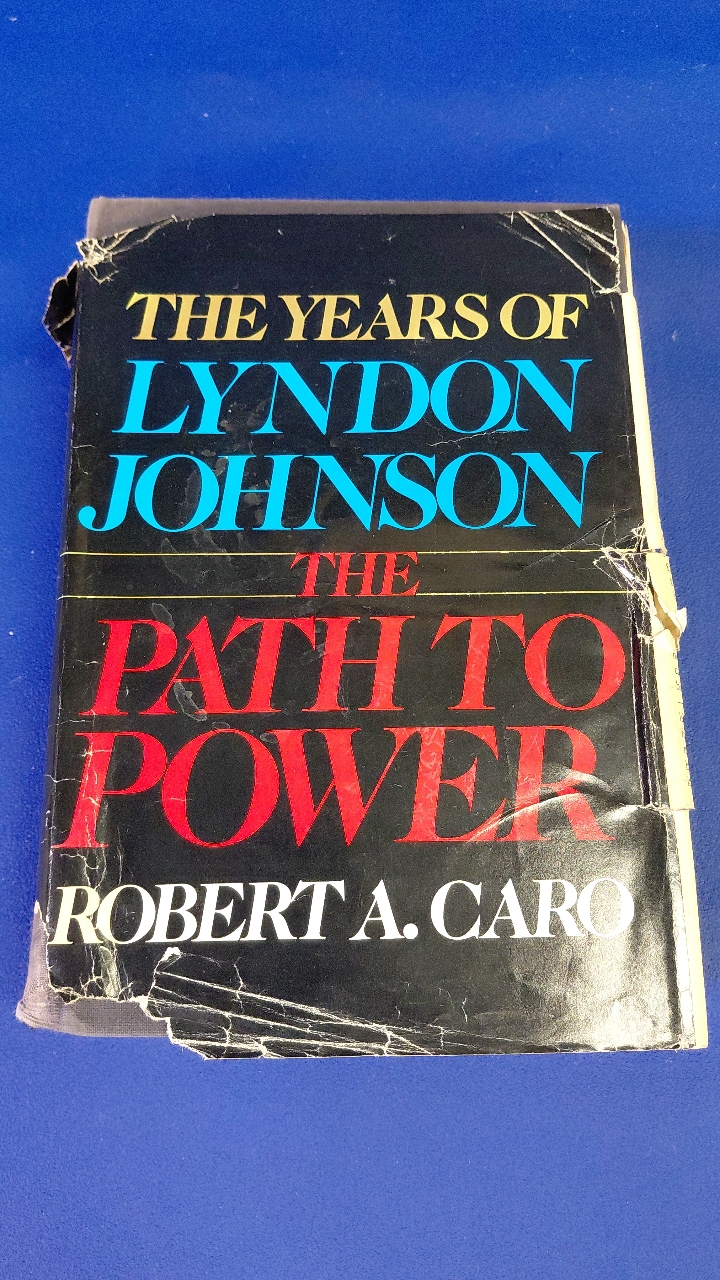 THE YEARS OF
LYNDON
JOHNSON
THE
PATH TO
POWER
ROBERT A. CARO